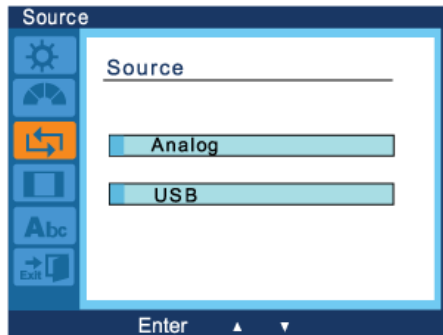 Source
Source
Analog
USB
Abc
Exit
Enter ▲ ▼